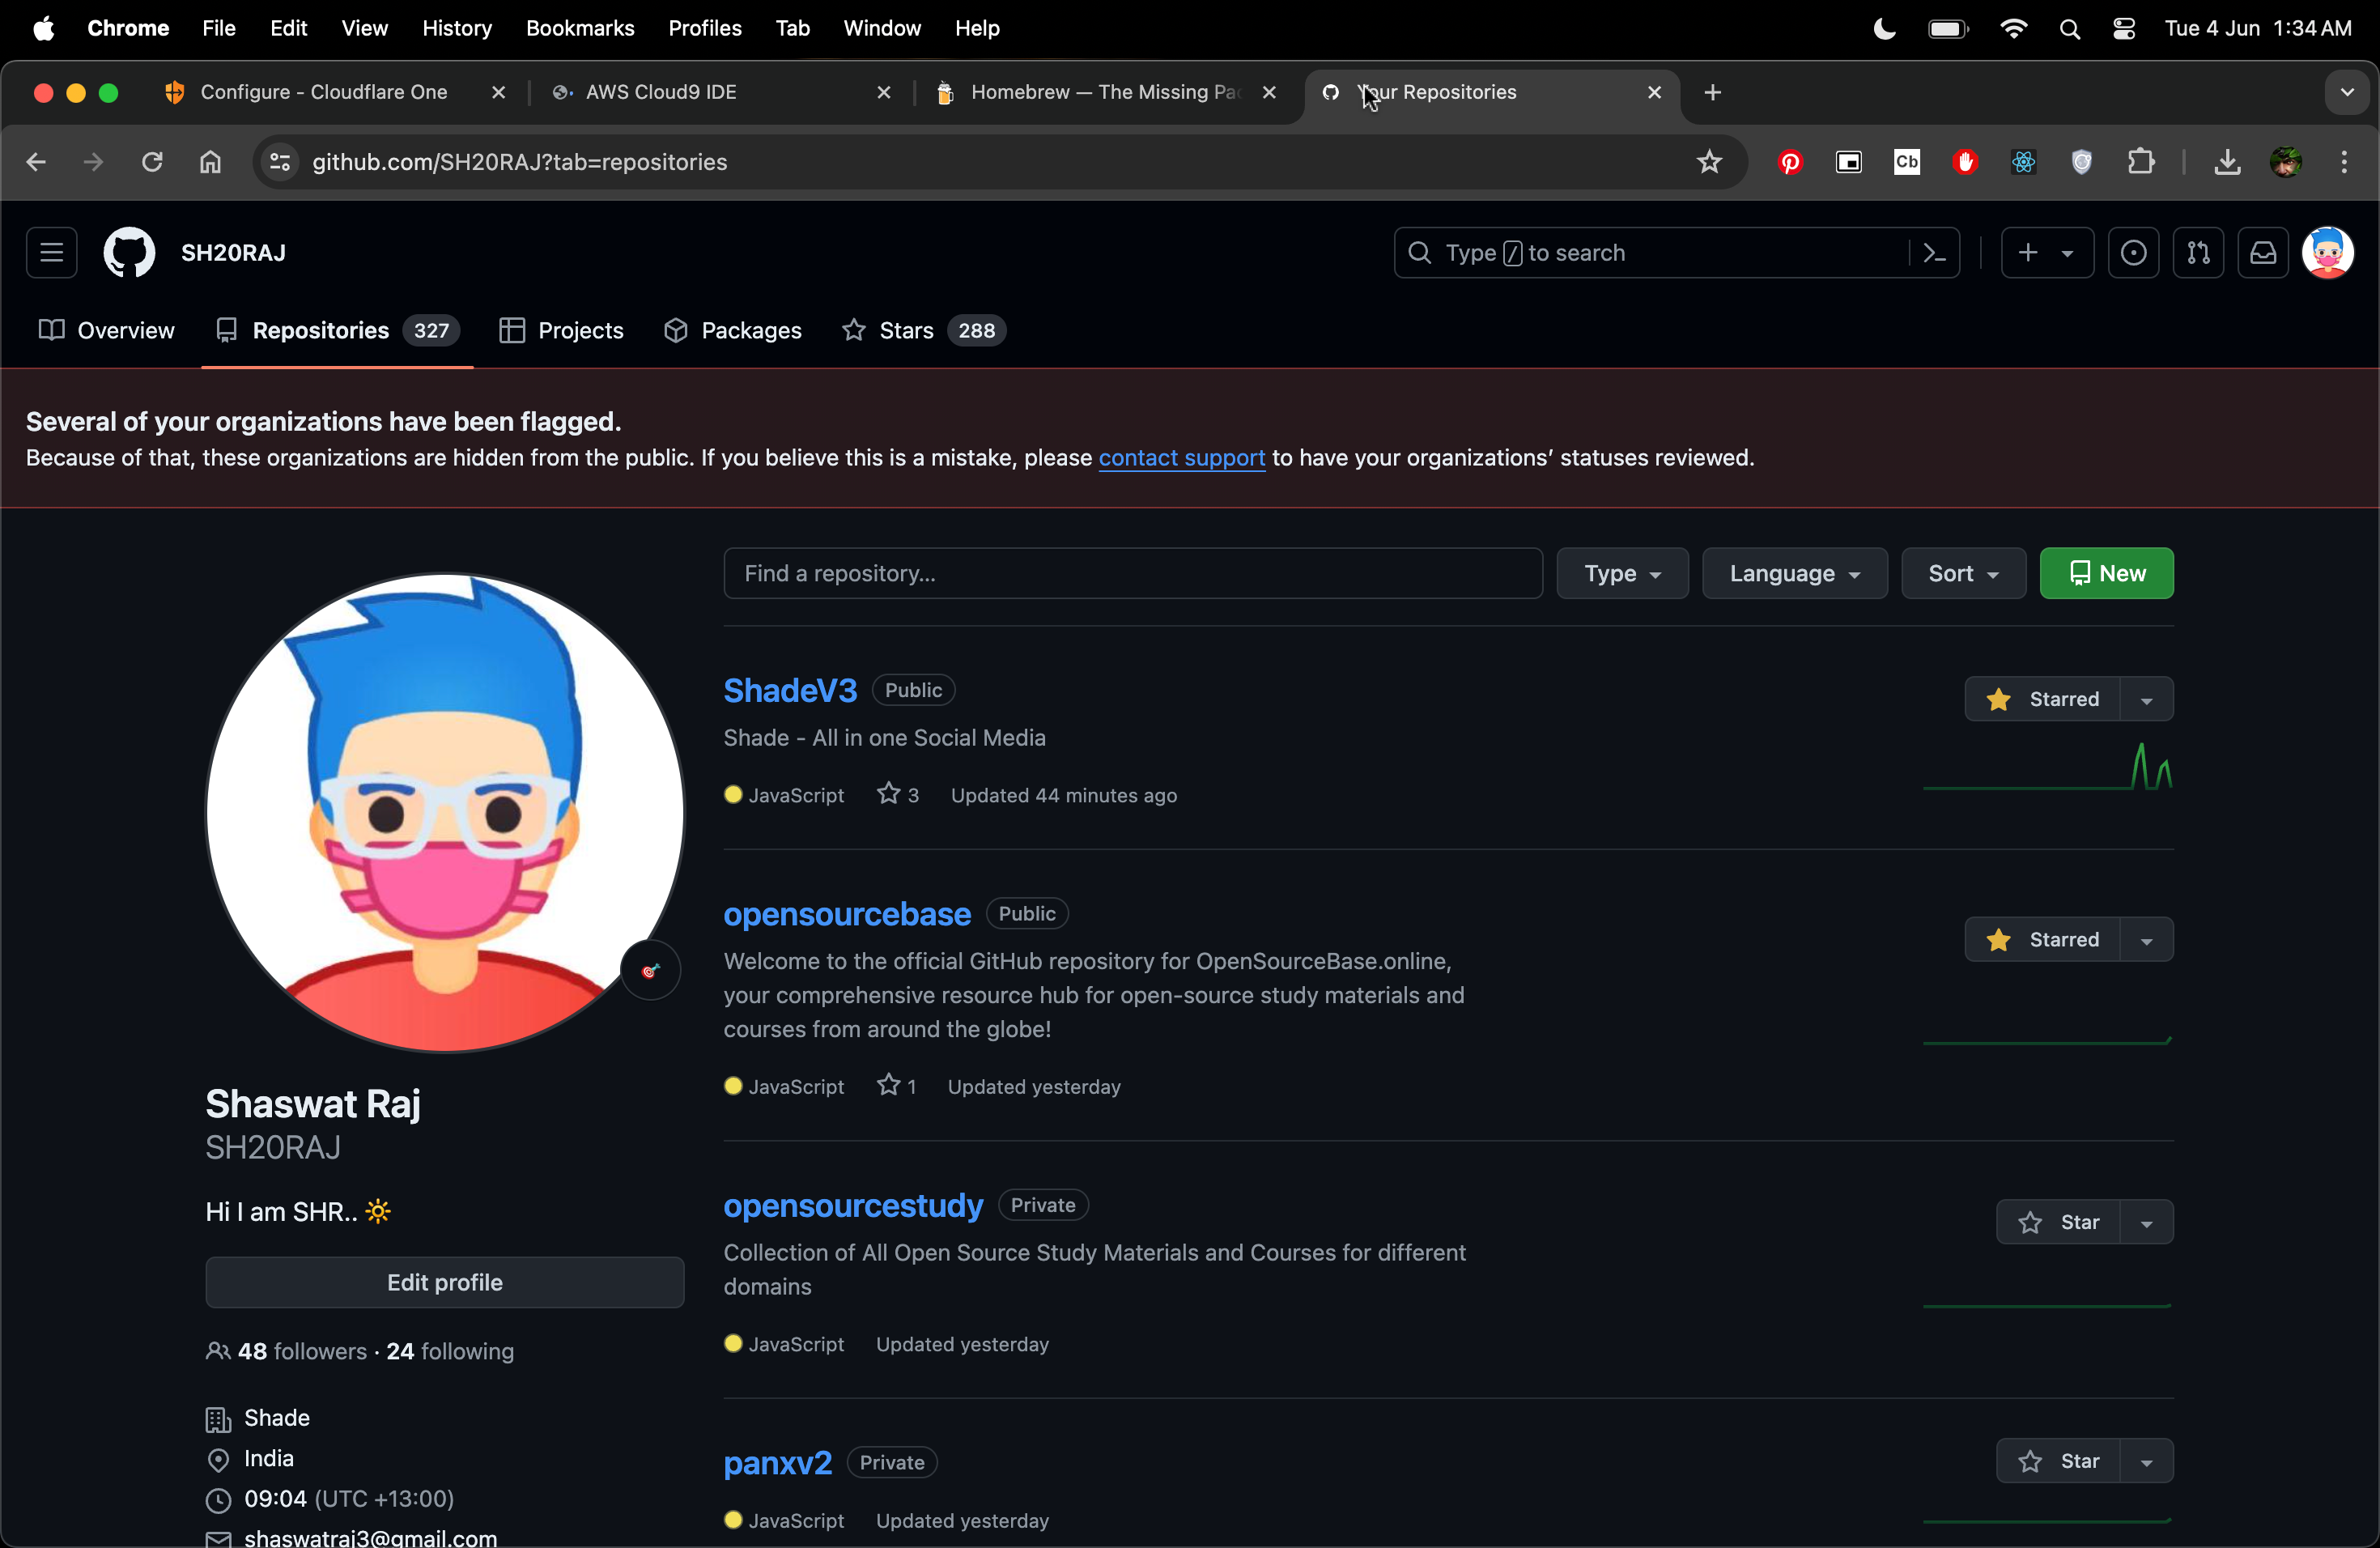 Chrome File Edit View History Bookmarks Profiles Tab Window Help Tue 4 Jun 1:34 AM
Configure - Cloudflare One AWS Cloud9 IDE Homebrew — The Missing Pac Your Repositories
github.com/SH20RAJ?tab=repositories Cb
SH20RAJ Type / to search
Overview Repositories 327 Projects Packages Stars 288
Several of your organizations have been flagged.
Because of that, these organizations are hidden from the public. If you believe this is a mistake, please contact support to have your organizations’ statuses reviewed.
Find a repository... Type Language Sort New
ShadeV3 Public Starred
Shade - All in one Social Media
JavaScript 3 Updated 44 minutes ago
opensourcebase Public Starred
Welcome to the official GitHub repository for OpenSourceBase.online,
your comprehensive resource hub for open-source study materials and
courses from around the globe!
JavaScript 1 Updated yesterday
opensourcestudy Private Star
Collection of All Open Source Study Materials and Courses for different
domains
JavaScript Updated yesterday
panxv2 Private Star
JavaScript Updated yesterday
Shaswat Raj
SH20RAJ
Hi I am SHR.. 🔆
Edit profile
48 followers · 24 following
Shade
India
09:04 (UTC +13:00)
shaswatraj3@gmail.com